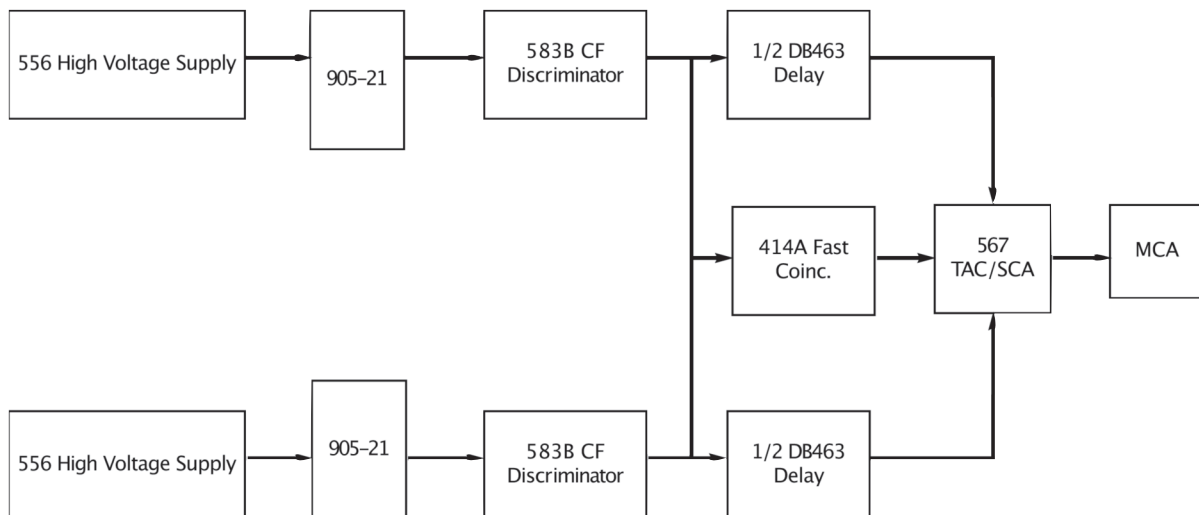 556 High Voltage Supply
905–21
583B CF
Discriminator
1/2 DB463
Delay
414A Fast
Coinc.
567
TAC/SCA
MCA
556 High Voltage Supply
905–21
583B CF
Discriminator
1/2 DB463
Delay